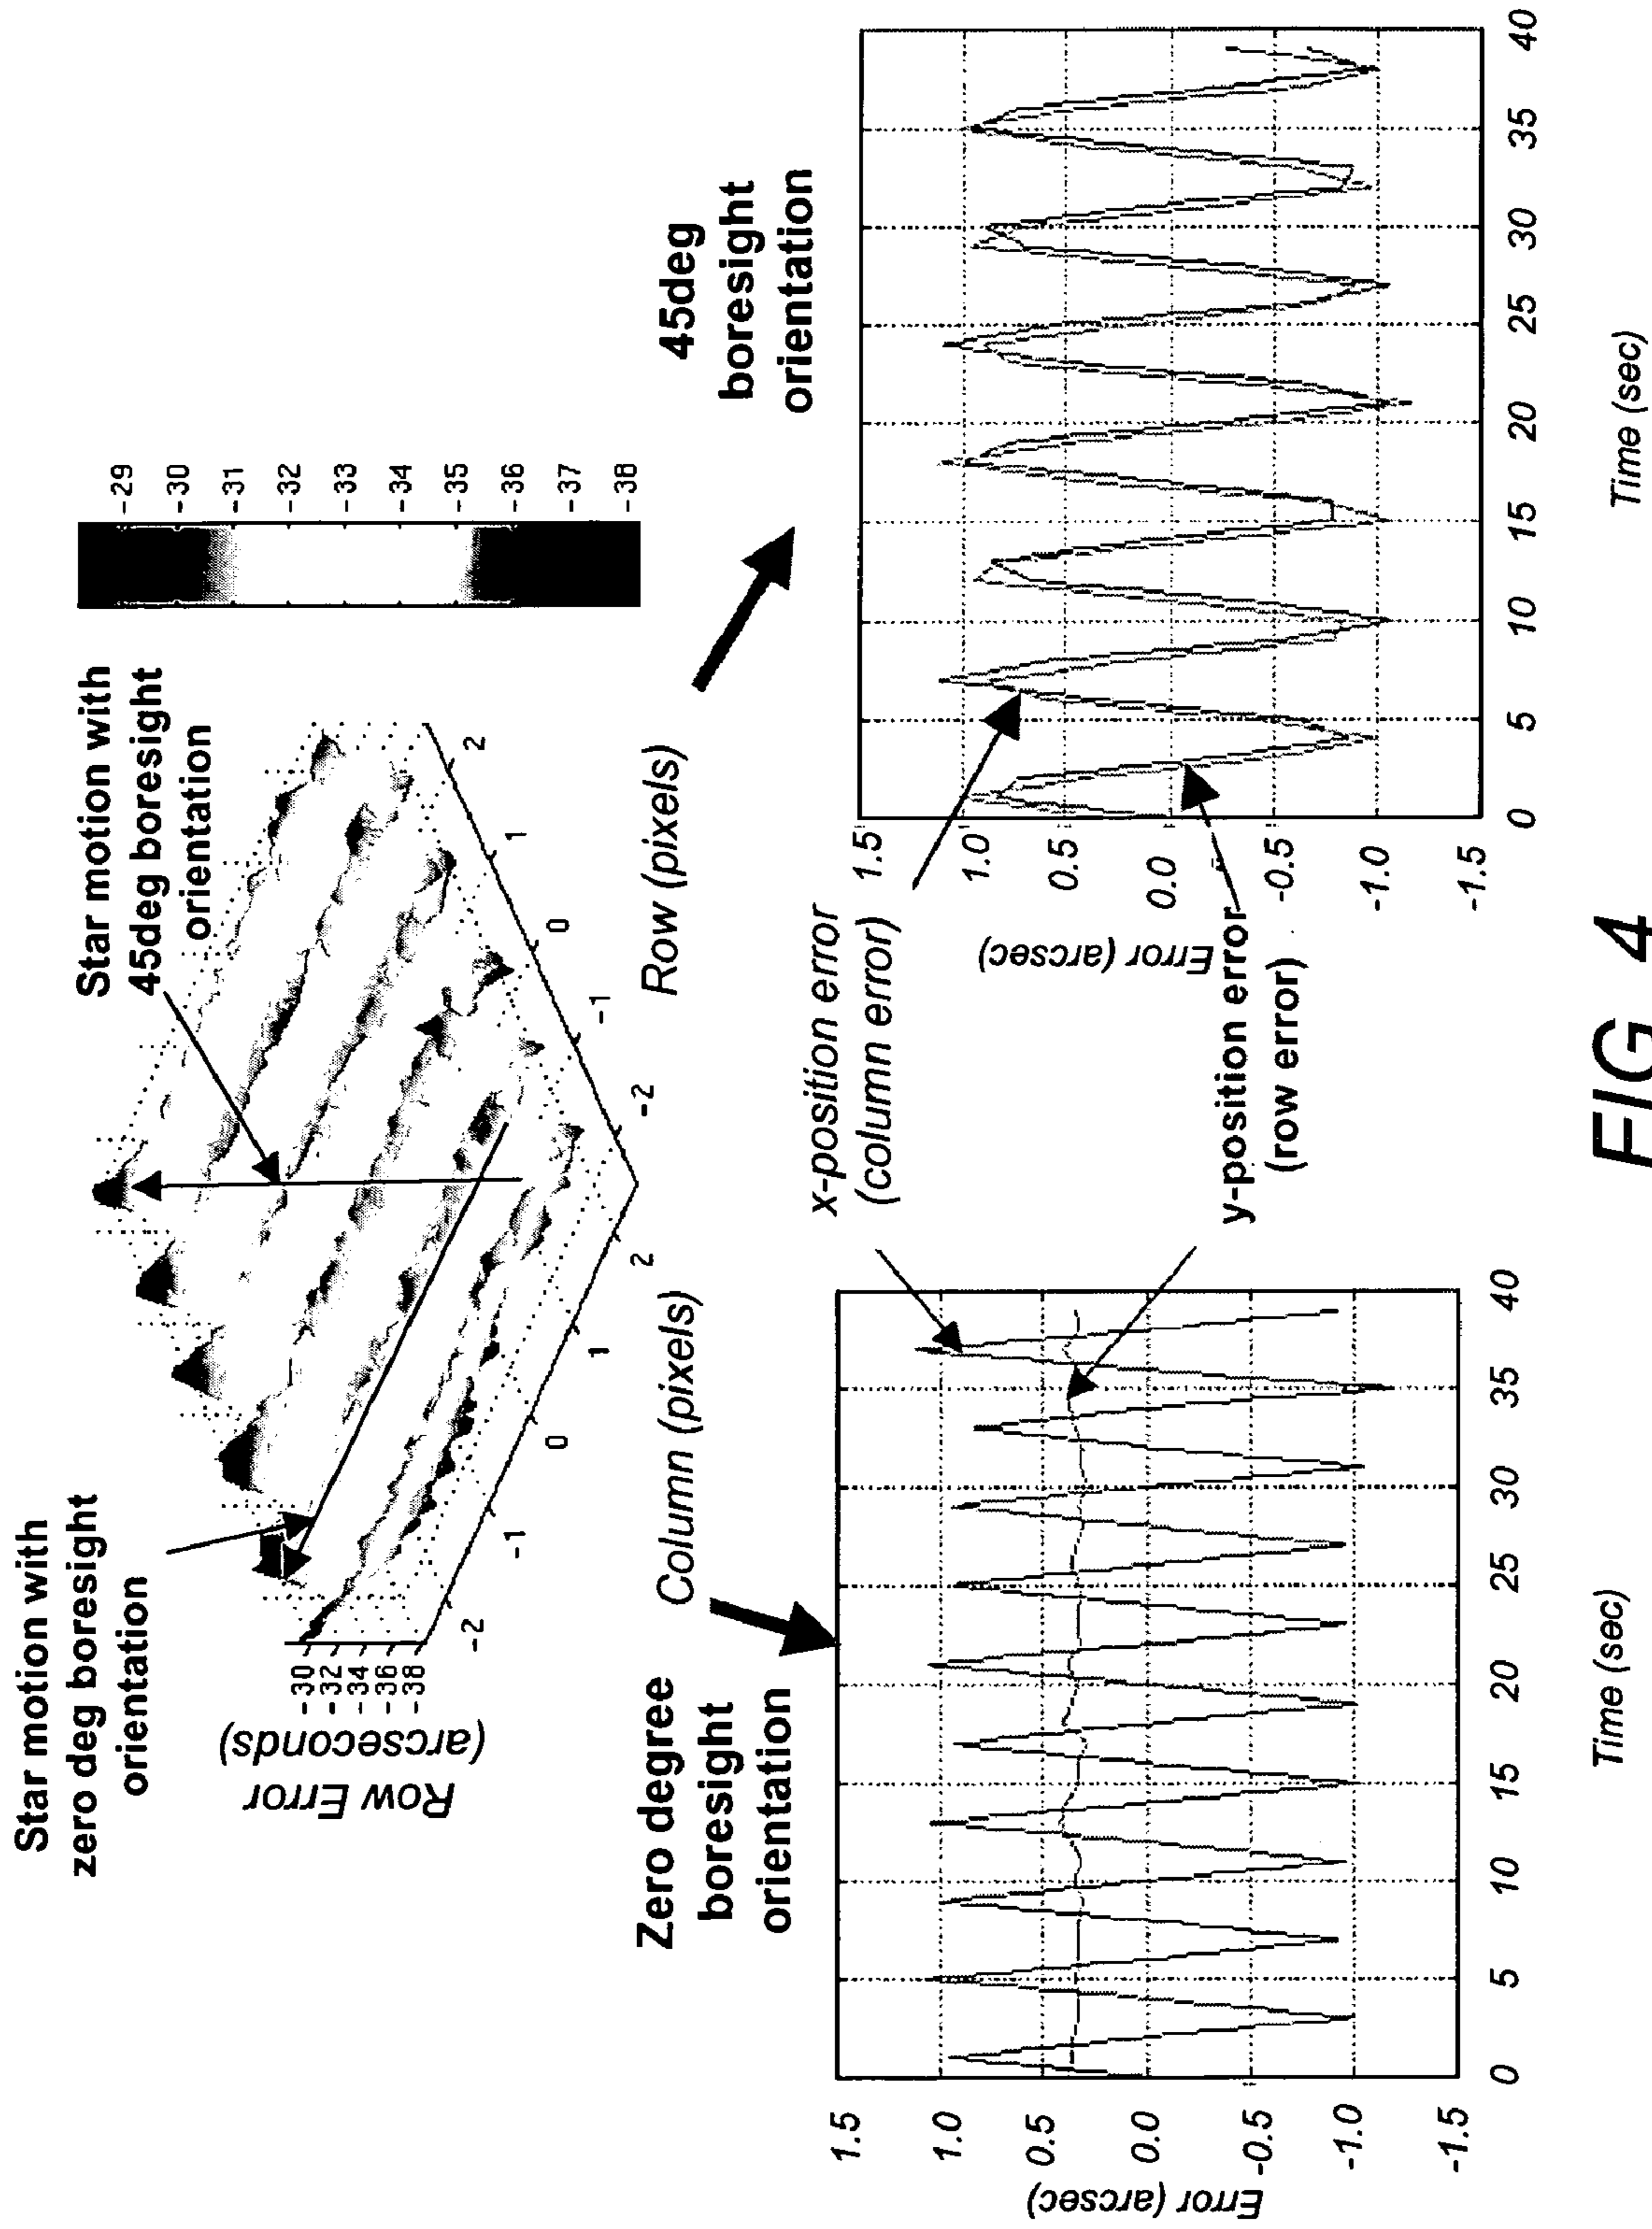 Star motion with
zero deg boresight
orientation
Star motion with
45deg boresight
orientation
Row Error
(arcseconds)
-30
-32
-34
-36
-38
-2
-1
0
1
2
Column (pixels)
-2
-1
0
1
2
Row (pixels)
-29
-30
-31
-32
-33
-34
-35
-36
-37
-38
Zero degree
boresight
orientation
45deg
boresight
orientation
Error (arcsec)
1.5
1.0
0.5
0.0
-0.5
-1.0
-1.5
0 5 10 15 20 25 30 35 40
Time (sec)
x-position error
(column error)
y-position error
(row error)
Error (arcsec)
1.5
1.0
0.5
0.0
-0.5
-1.0
-1.5
0 5 10 15 20 25 30 35 40
Time (sec)
FIG 4